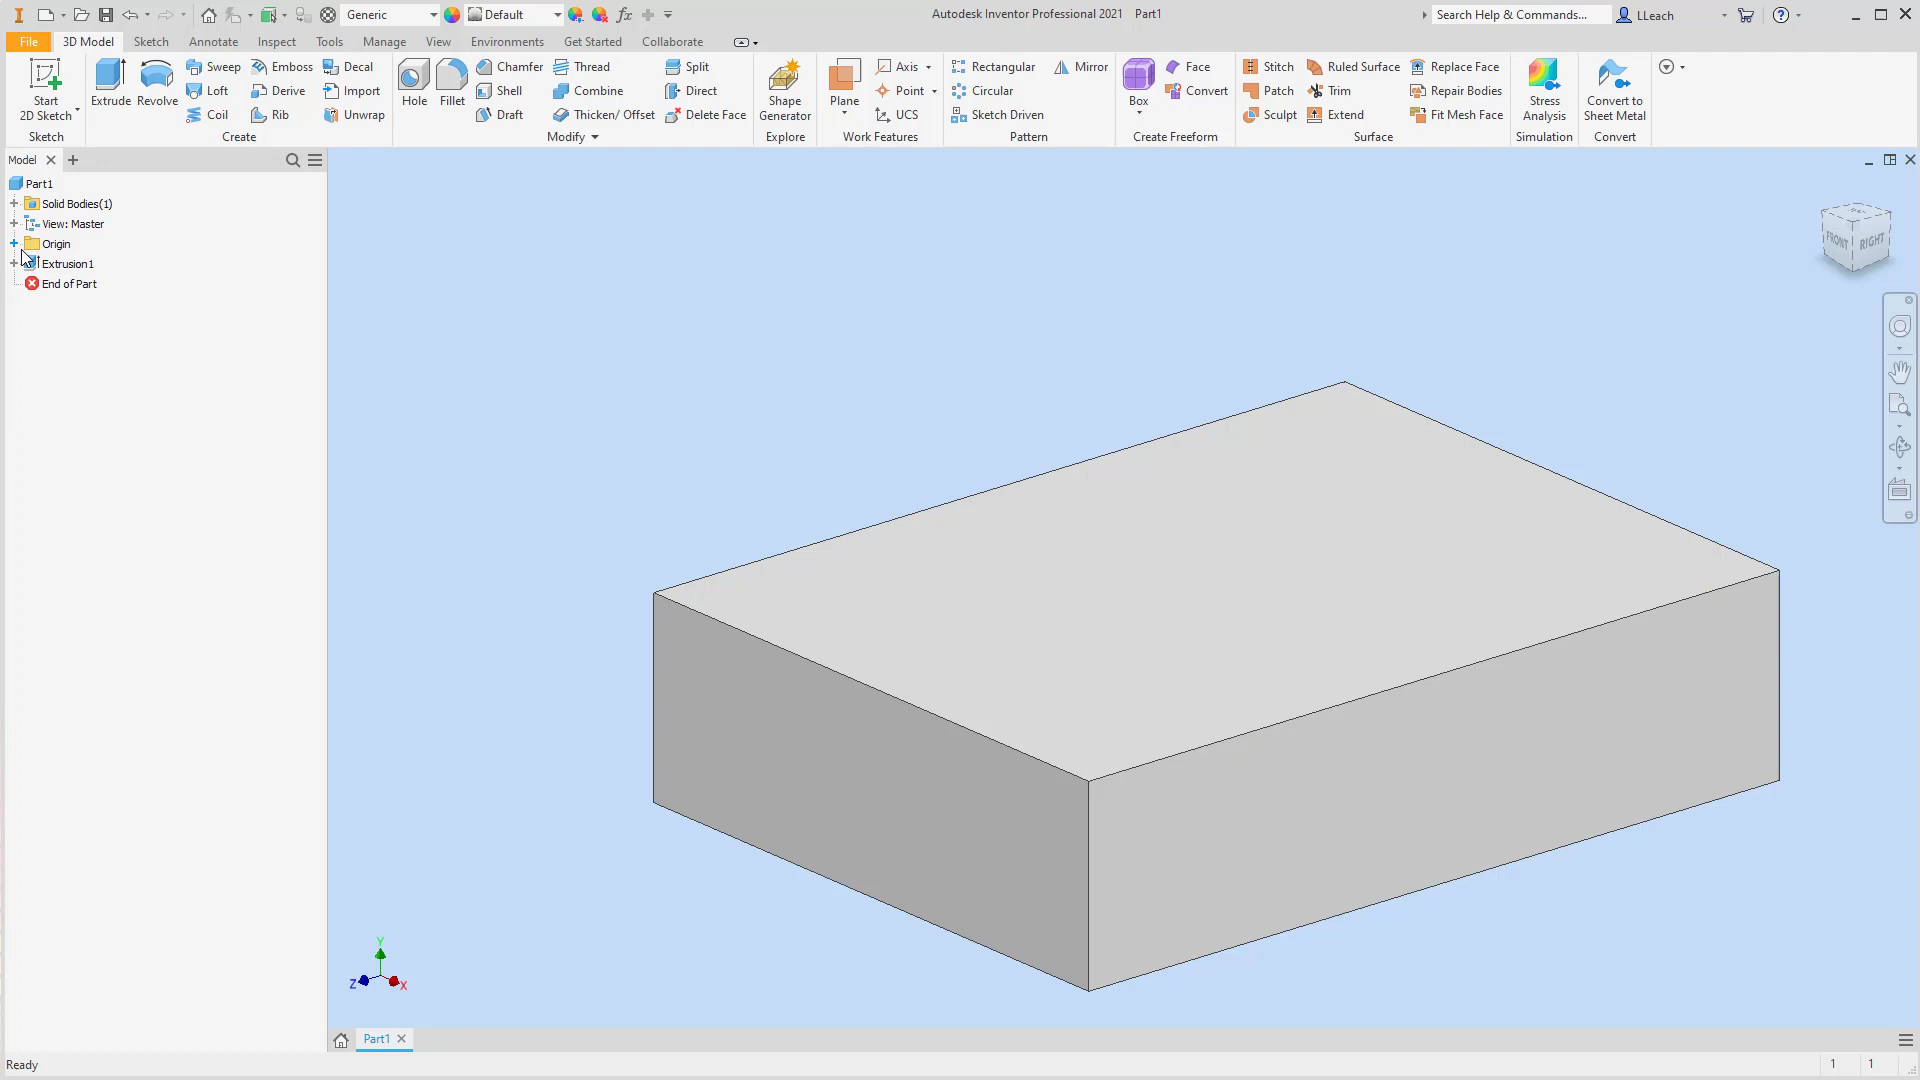 Generic Default fx Autodesk Inventor Professional 2021 Part1 Search Help & Commands... LLeach
File 3D Model Sketch Annotate Inspect Tools Manage View Environments Get Started Collaborate
Start
2D Sketch
Sketch
Extrude Revolve
Sweep Emboss Decal
Loft Derive Import
Coil Rib Unwrap
Create
Hole Fillet
Chamfer Thread Split
Shell Combine Direct
Draft Thicken/ Offset Delete Face
Modify
Shape
Generator
Explore
Plane
Axis
Point
UCS
Work Features
Rectangular Mirror
Circular
Sketch Driven
Pattern
Box
Face
Convert
Create Freeform
Stitch Ruled Surface Replace Face
Patch Trim Repair Bodies
Sculpt Extend Fit Mesh Face
Surface
Stress
Analysis
Simulation
Convert to
Sheet Metal
Convert
Model
Part1
Solid Bodies(1)
View: Master
Origin
Extrusion1
End of Part
FRONT RIGHT
Y
Z X
Part1
Ready 1 1